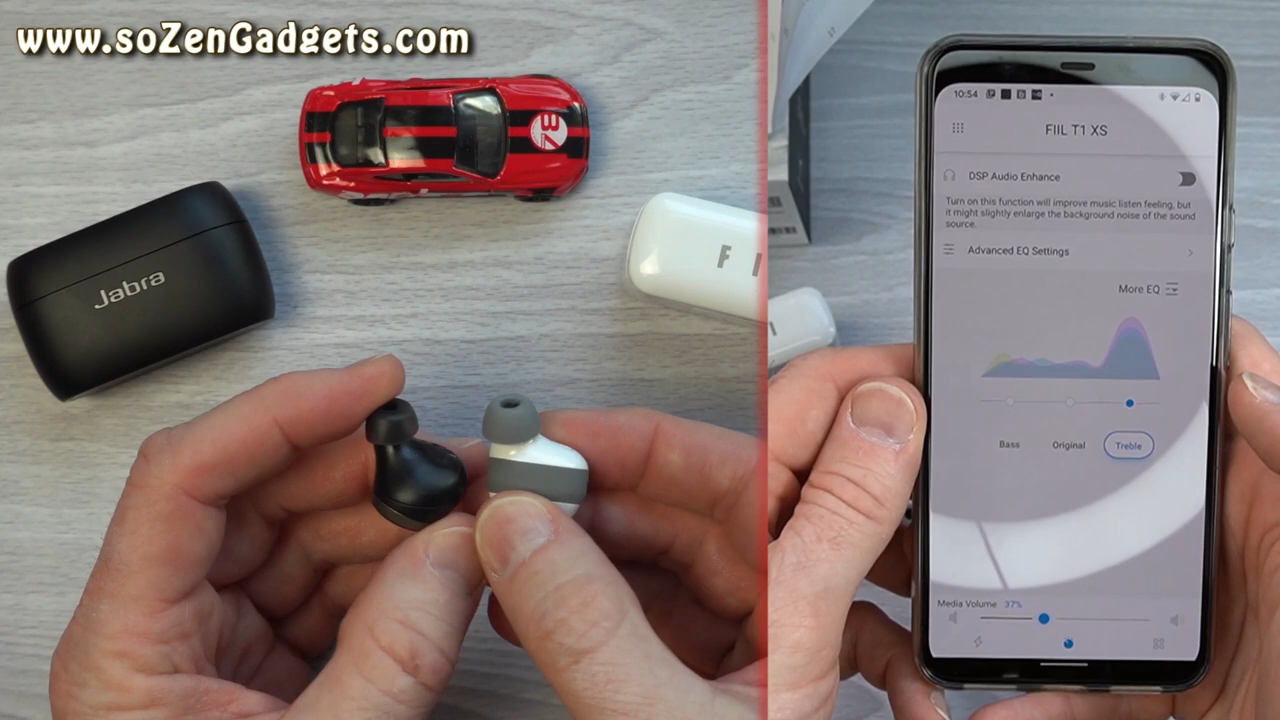 www.soZenGadgets.com
Jabra
F I
10:54
FIIL T1 XS
DSP Audio Enhance
Turn on this function will improve music listen feeling, but
it might slightly enlarge the background noise of the sound
source.
Advanced EQ Settings
More EQ
Bass Original Treble
Media Volume 37%